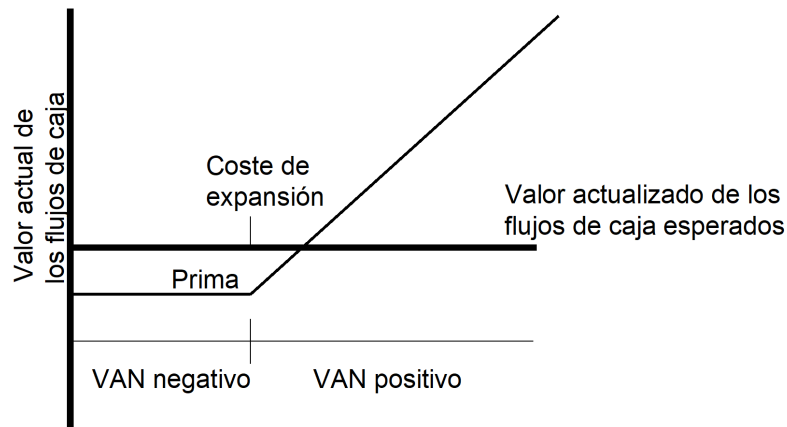 Valor actual de
los flujos de caja
Coste de
expansión
Valor actualizado de los
flujos de caja esperados
Prima
VAN negativo
VAN positivo